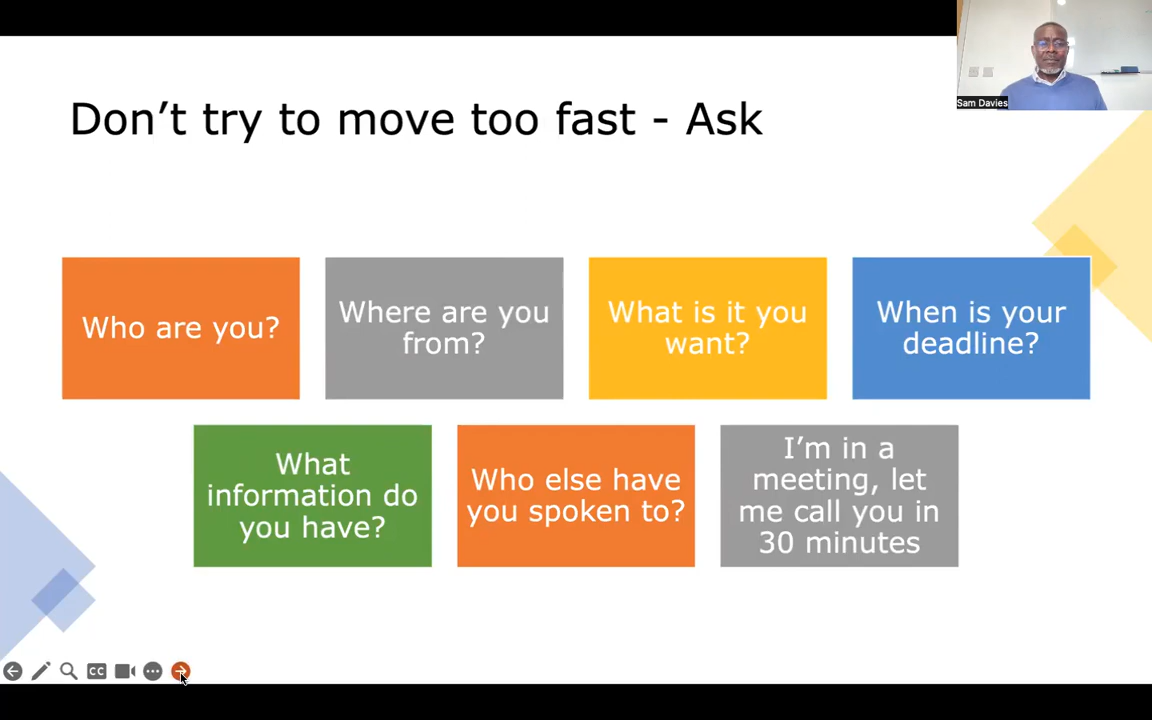 Sam Davies
Don’t try to move too fast - Ask
Who are you?
Where are you
from?
What is it you
want?
When is your
deadline?
What
information do
you have?
Who else have
you spoken to?
I’m in a
meeting, let
me call you in
30 minutes
CC